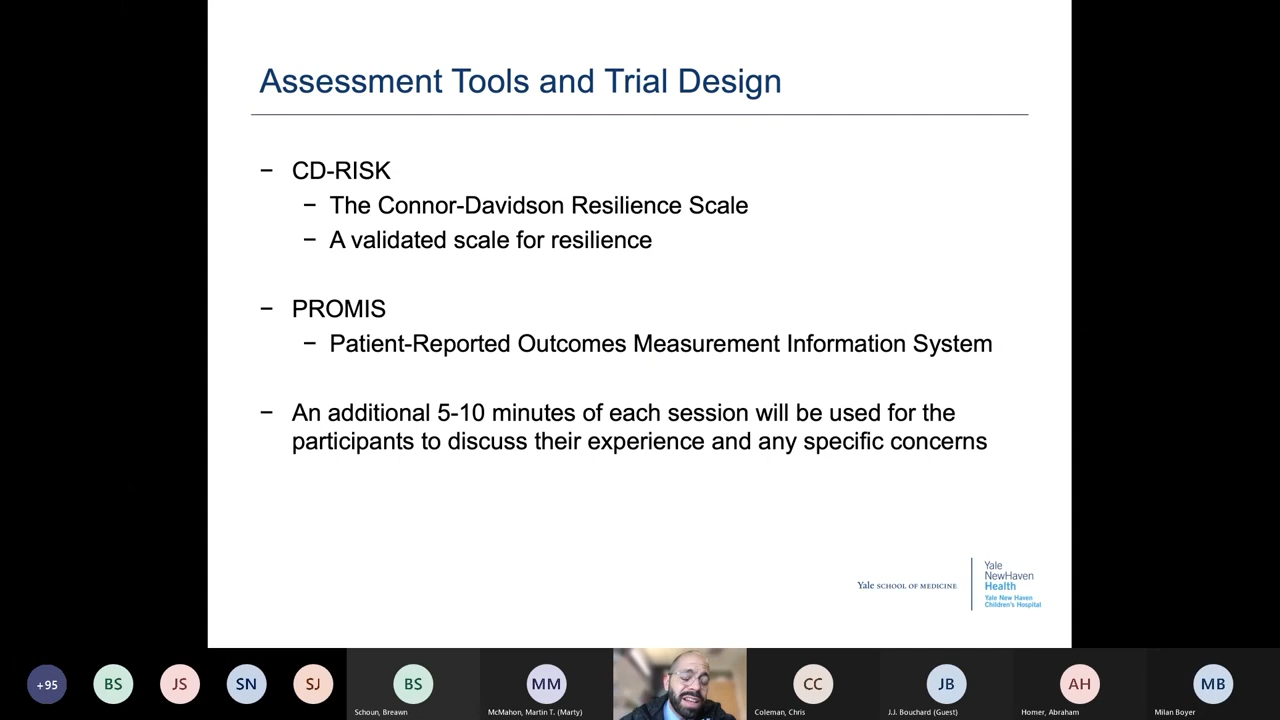 Assessment Tools and Trial Design
− CD-RISK
− The Connor-Davidson Resilience Scale
− A validated scale for resilience
− PROMIS
− Patient-Reported Outcomes Measurement Information System
− An additional 5-10 minutes of each session will be used for the
participants to discuss their experience and any specific concerns
Yale SCHOOL OF MEDICINE
Yale
NewHaven
Health
Yale New Haven
Children's Hospital
+95
BS
JS
SN
SJ
BS
Schoun, Breawn
MM
McMahon, Martin T. (Marty)
CC
Coleman, Chris
JB
J.J. Bouchard (Guest)
AH
Homer, Abraham
MB
Milan Boyer